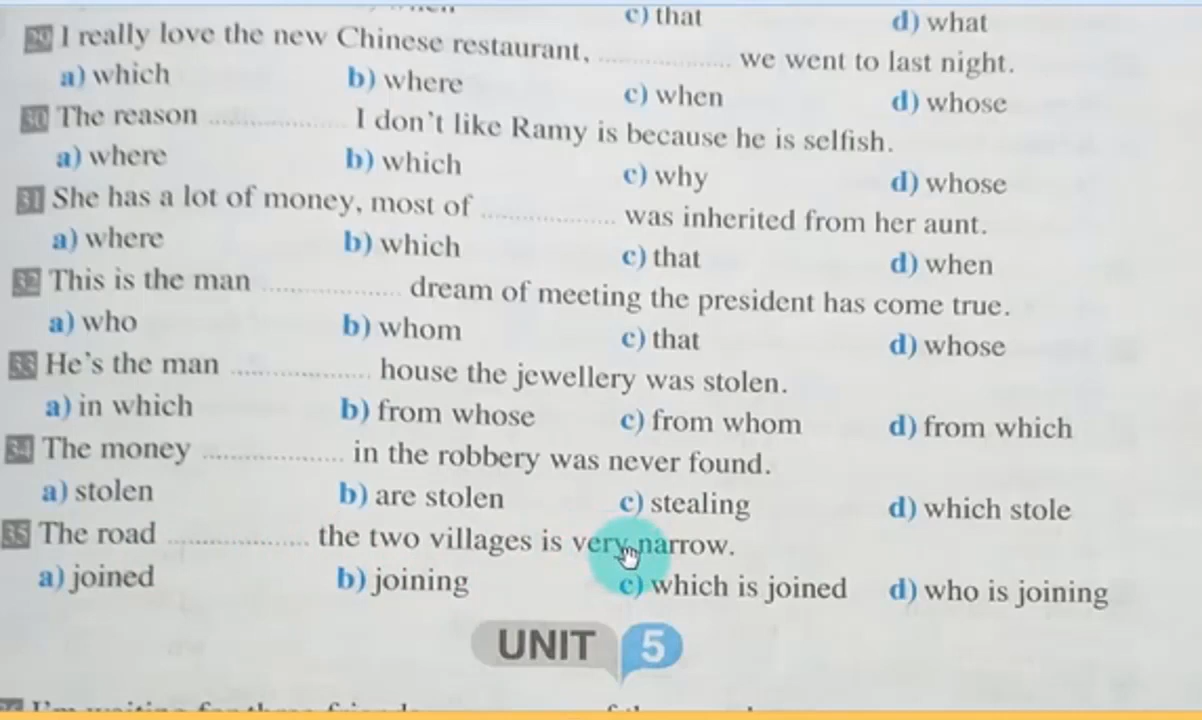 c) that d) what
29 I really love the new Chinese restaurant, .................. we went to last night.
a) which b) where c) when d) whose
30 The reason .................. I don't like Ramy is because he is selfish.
a) where b) which c) why d) whose
31 She has a lot of money, most of .................. was inherited from her aunt.
a) where b) which c) that d) when
32 This is the man .................. dream of meeting the president has come true.
a) who b) whom c) that d) whose
33 He's the man .................. house the jewellery was stolen.
a) in which b) from whose c) from whom d) from which
34 The money .................. in the robbery was never found.
a) stolen b) are stolen c) stealing d) which stole
35 The road .................. the two villages is very narrow.
a) joined b) joining c) which is joined d) who is joining
UNIT 5